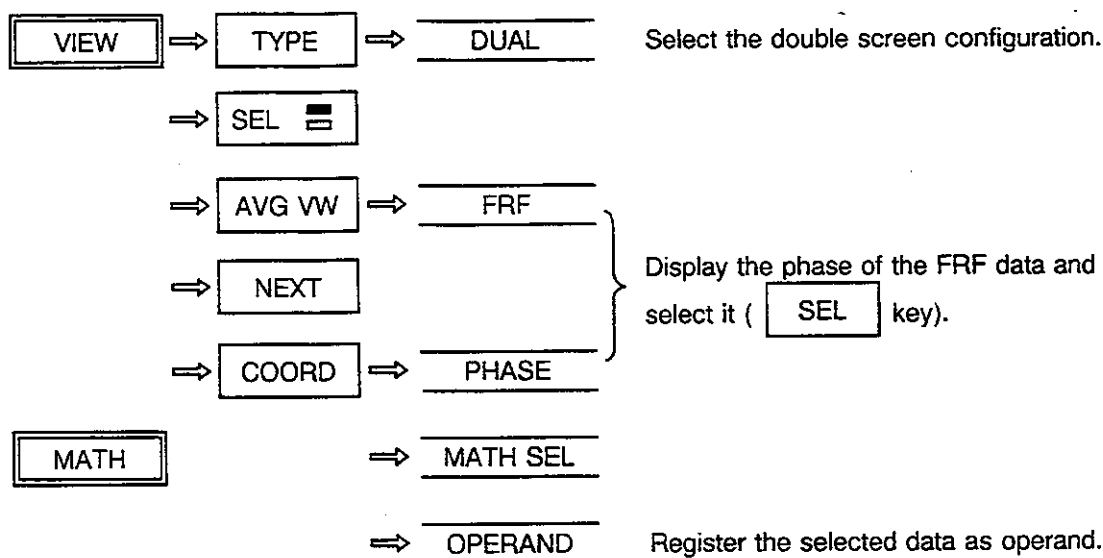 VIEW TYPE DUAL Select the double screen configuration.
SEL
AVG VW FRF
Display the phase of the FRF data and
NEXT
select it ( SEL key).
COORD PHASE
MATH MATH SEL
OPERAND Register the selected data as operand.